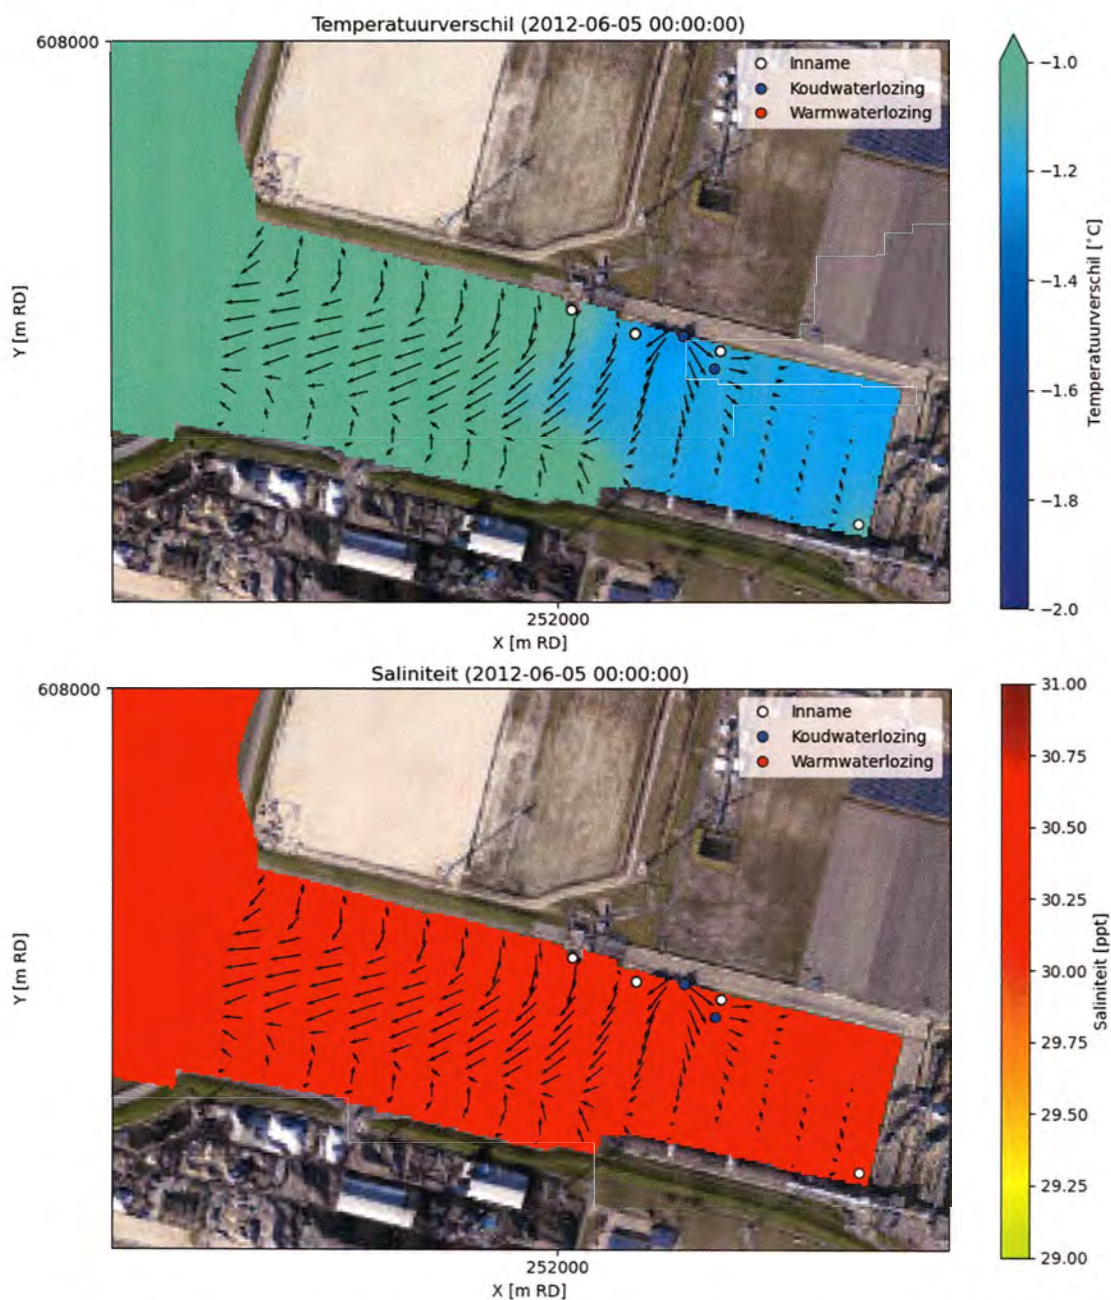 Temperatuurverschil (2012-06-05 00:00:00)
608000
Inname
Koudwaterlozing
Warmwaterlozing
Y [m RD]
252000
X [m RD]
−1.0
−1.2
−1.4
−1.6
−1.8
−2.0
Temperatuurverschil [°C]
Saliniteit (2012-06-05 00:00:00)
608000
Inname
Koudwaterlozing
Warmwaterlozing
Y [m RD]
252000
X [m RD]
31.00
30.75
30.50
30.25
30.00
29.75
29.50
29.25
29.00
Saliniteit [ppt]